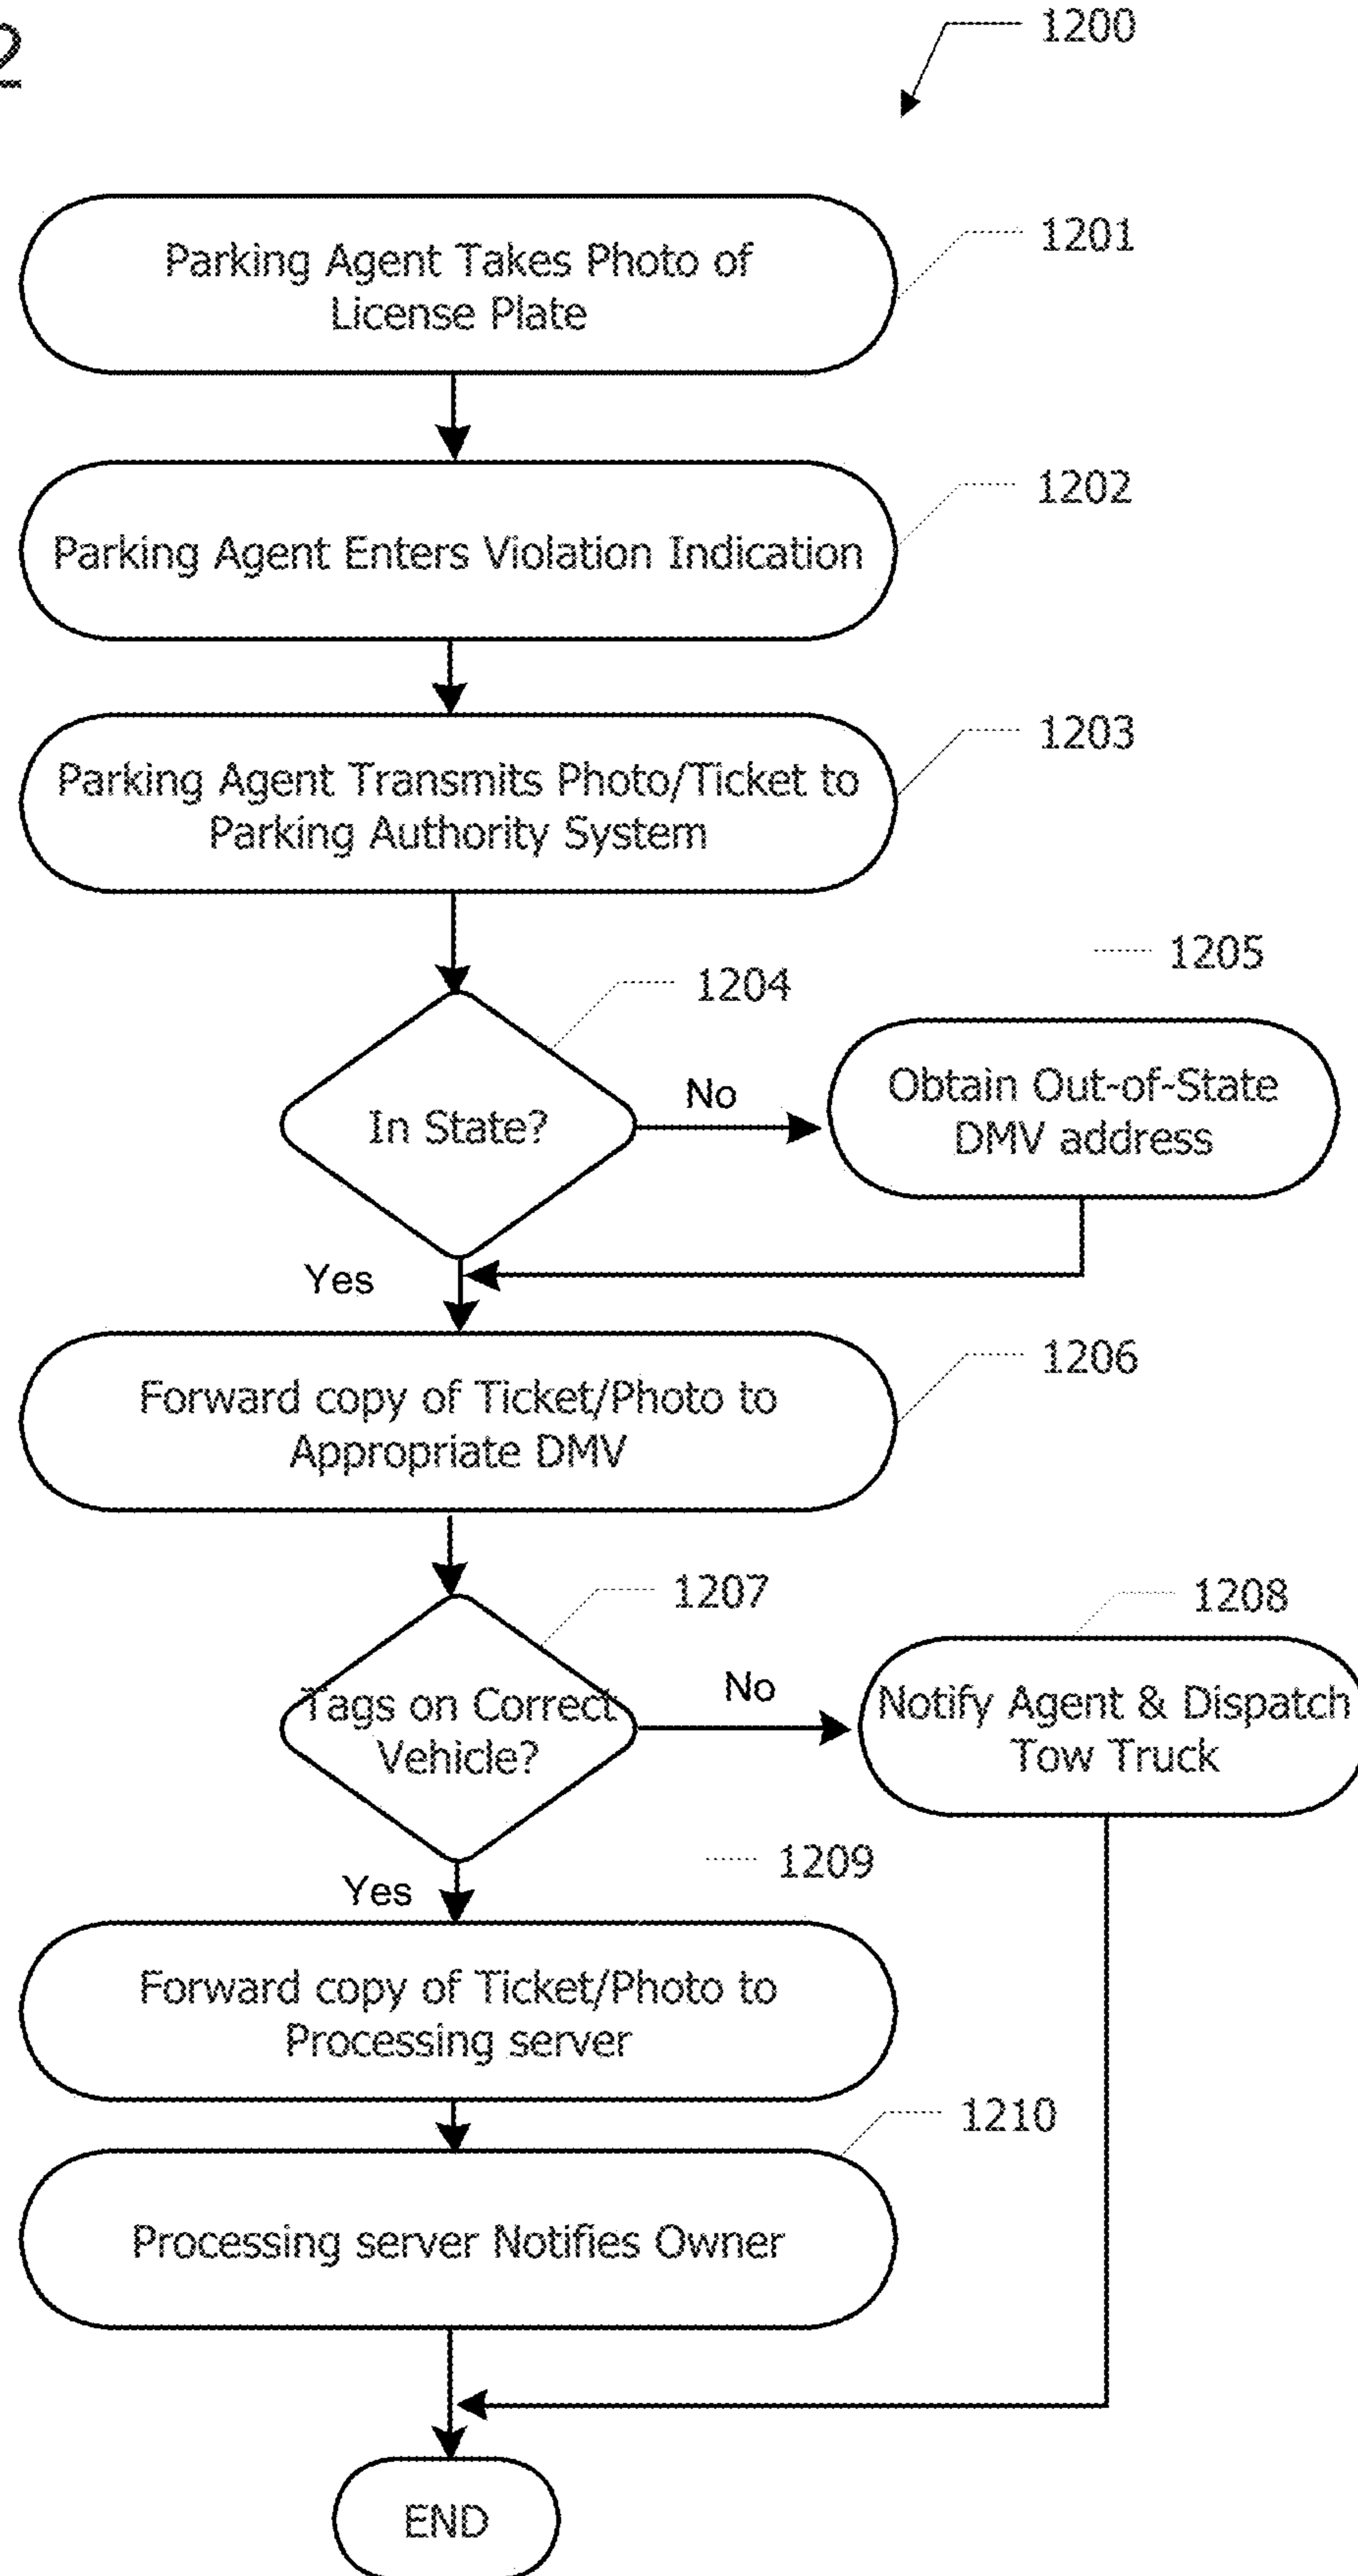 2
1200
Parking Agent Takes Photo of
License Plate
1201
Parking Agent Enters Violation Indication
1202
Parking Agent Transmits Photo/Ticket to
Parking Authority System
1203
In State?
1204
No
1205
Obtain Out-of-State
DMV address
Yes
Forward copy of Ticket/Photo to
Appropriate DMV
1206
Tags on Correct
Vehicle?
1207
No
1208
Notify Agent & Dispatch
Tow Truck
Yes
1209
Forward copy of Ticket/Photo to
Processing server
1210
Processing server Notifies Owner
END